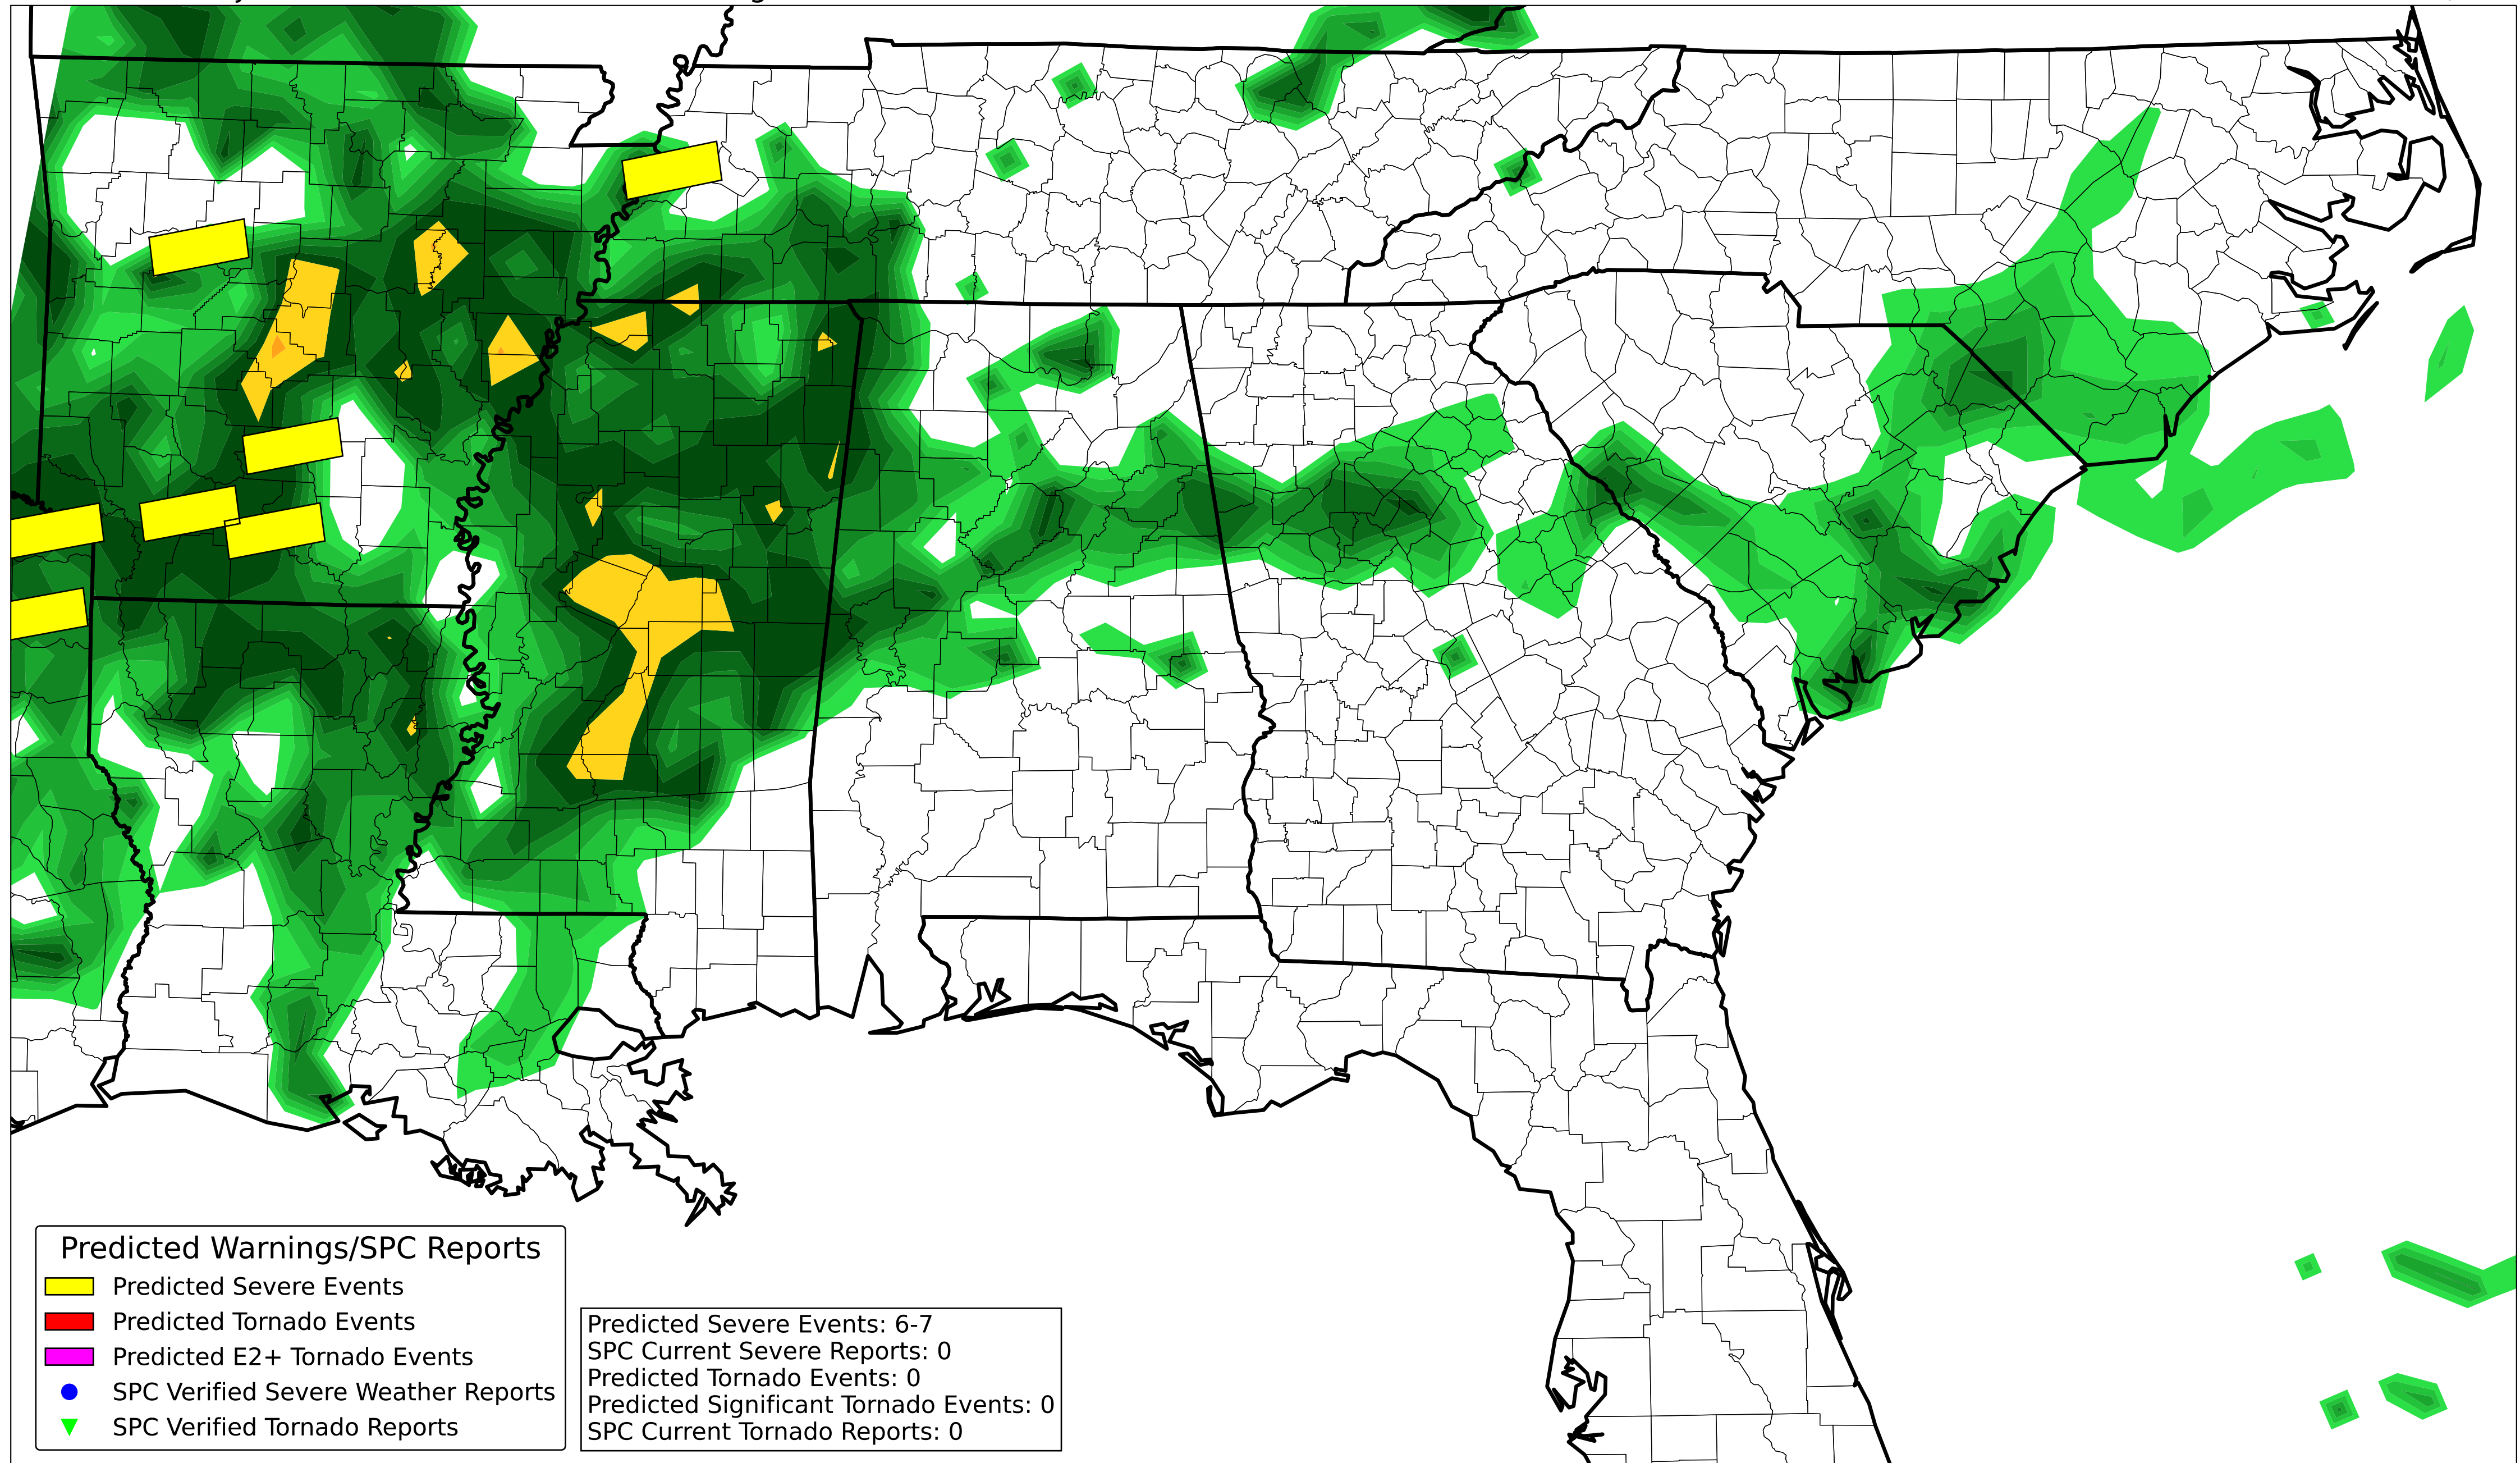 Predicted Warnings/SPC Reports
Predicted Severe Events
Predicted Tornado Events
Predicted E2+ Tornado Events
SPC Verified Severe Weather Reports
SPC Verified Tornado Reports
Predicted Severe Events: 6-7
SPC Current Severe Reports: 0
Predicted Tornado Events: 0
Predicted Significant Tornado Events: 0
SPC Current Tornado Reports: 0